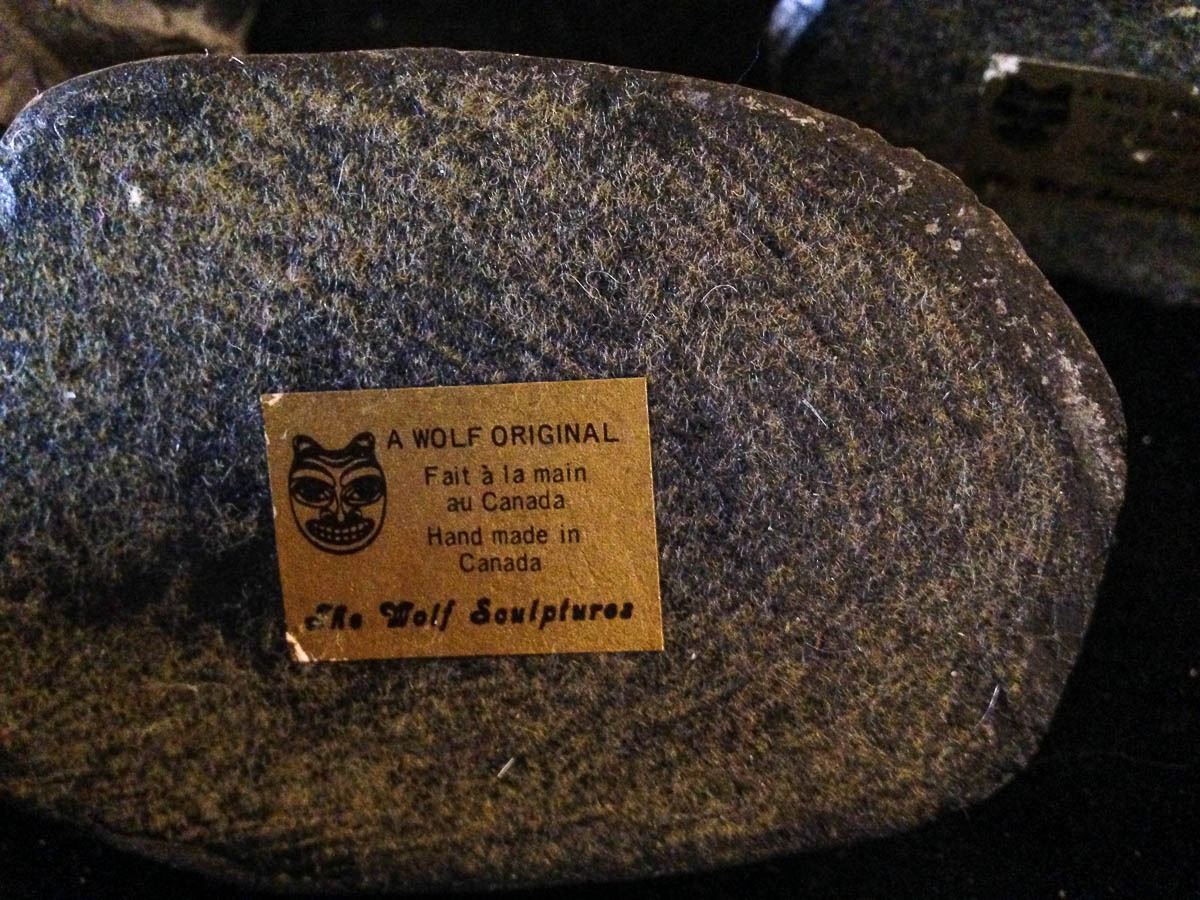 A WOLF ORIGINAL
Fait à la main
au Canada
Hand made in
Canada
The Wolf Sculptures